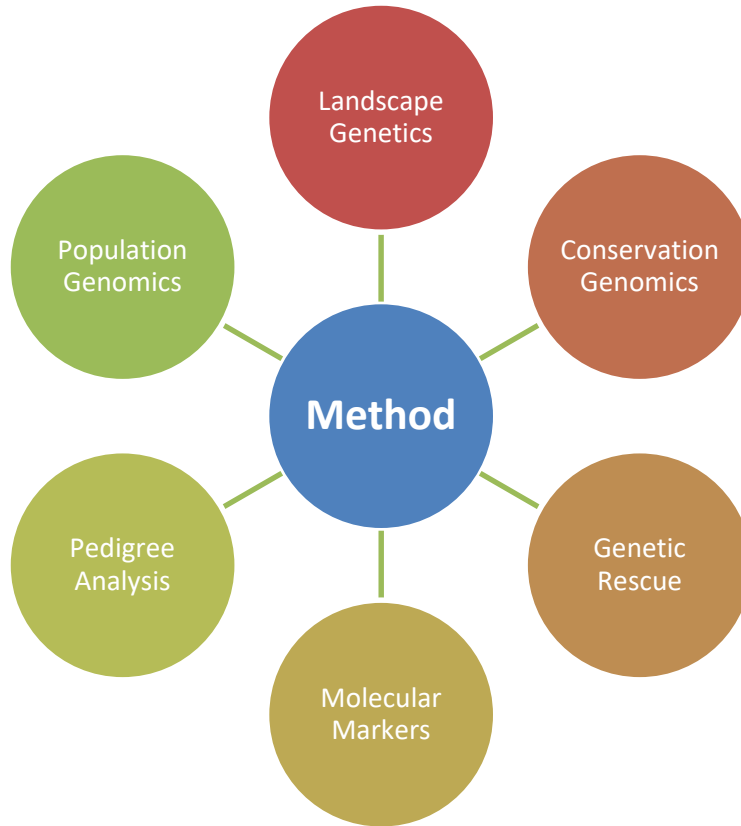 Landscape
Genetics
Conservation
Genomics
Genetic
Rescue
Molecular
Markers
Pedigree
Analysis
Population
Genomics
Method